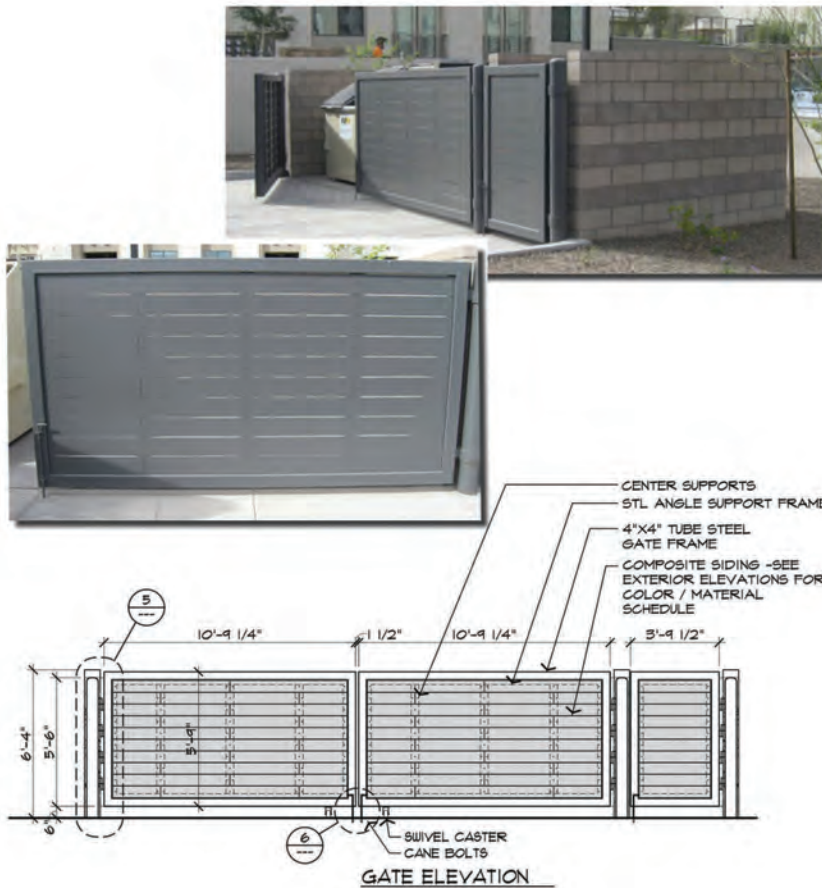 CENTER SUPPORTS
STL ANGLE SUPPORT FRAME
4"X4" TUBE STEEL
GATE FRAME
COMPOSITE SIDING -SEE
EXTERIOR ELEVATIONS FOR
COLOR / MATERIAL
SCHEDULE
5
---
10'-9 1/4"
1 1/2"
10'-9 1/4"
3'-9 1/2"
6'-4"
5'-6"
5'-9"
6"
6
---
SWIVEL CASTER
CANE BOLTS
GATE ELEVATION